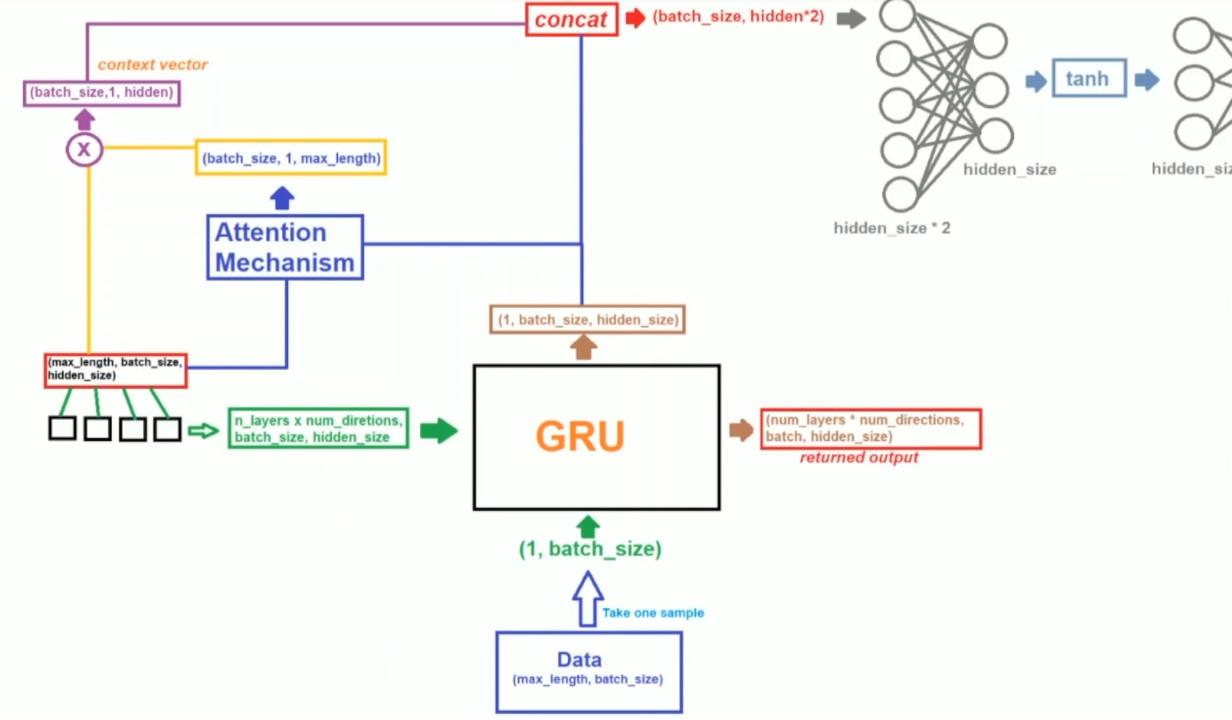 concat
(batch_size, hidden*2)
context vector
(batch_size,1, hidden)
tanh
X
(batch_size, 1, max_length)
hidden_size
hidden_siz
hidden_size * 2
Attention
Mechanism
(1, batch_size, hidden_size)
(max_length, batch_size,
hidden_size)
n_layers x num_diretions,
batch_size, hidden_size
GRU
(num_layers * num_directions,
batch, hidden_size)
returned output
(1, batch_size)
Take one sample
Data
(max_length, batch_size)